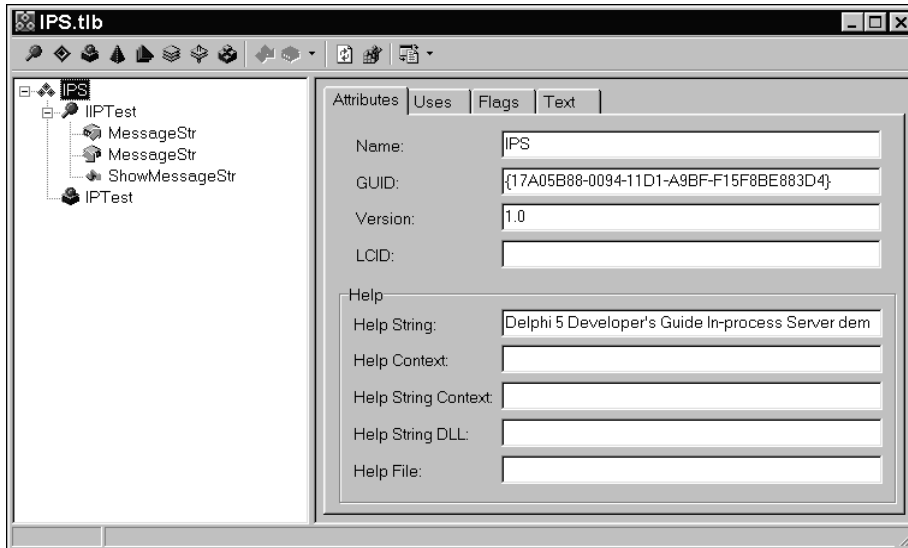 IPS.tlb
IPS
IIPTest
MessageStr
MessageStr
ShowMessageStr
IPTest
Attributes
Uses
Flags
Text
Name:
IPS
GUID:
{17A05B88-0094-11D1-A9BF-F15F8BE883D4}
Version:
1.0
LCID:
Help
Help String:
Delphi 5 Developer's Guide In-process Server dem
Help Context:
Help String Context:
Help String DLL:
Help File: